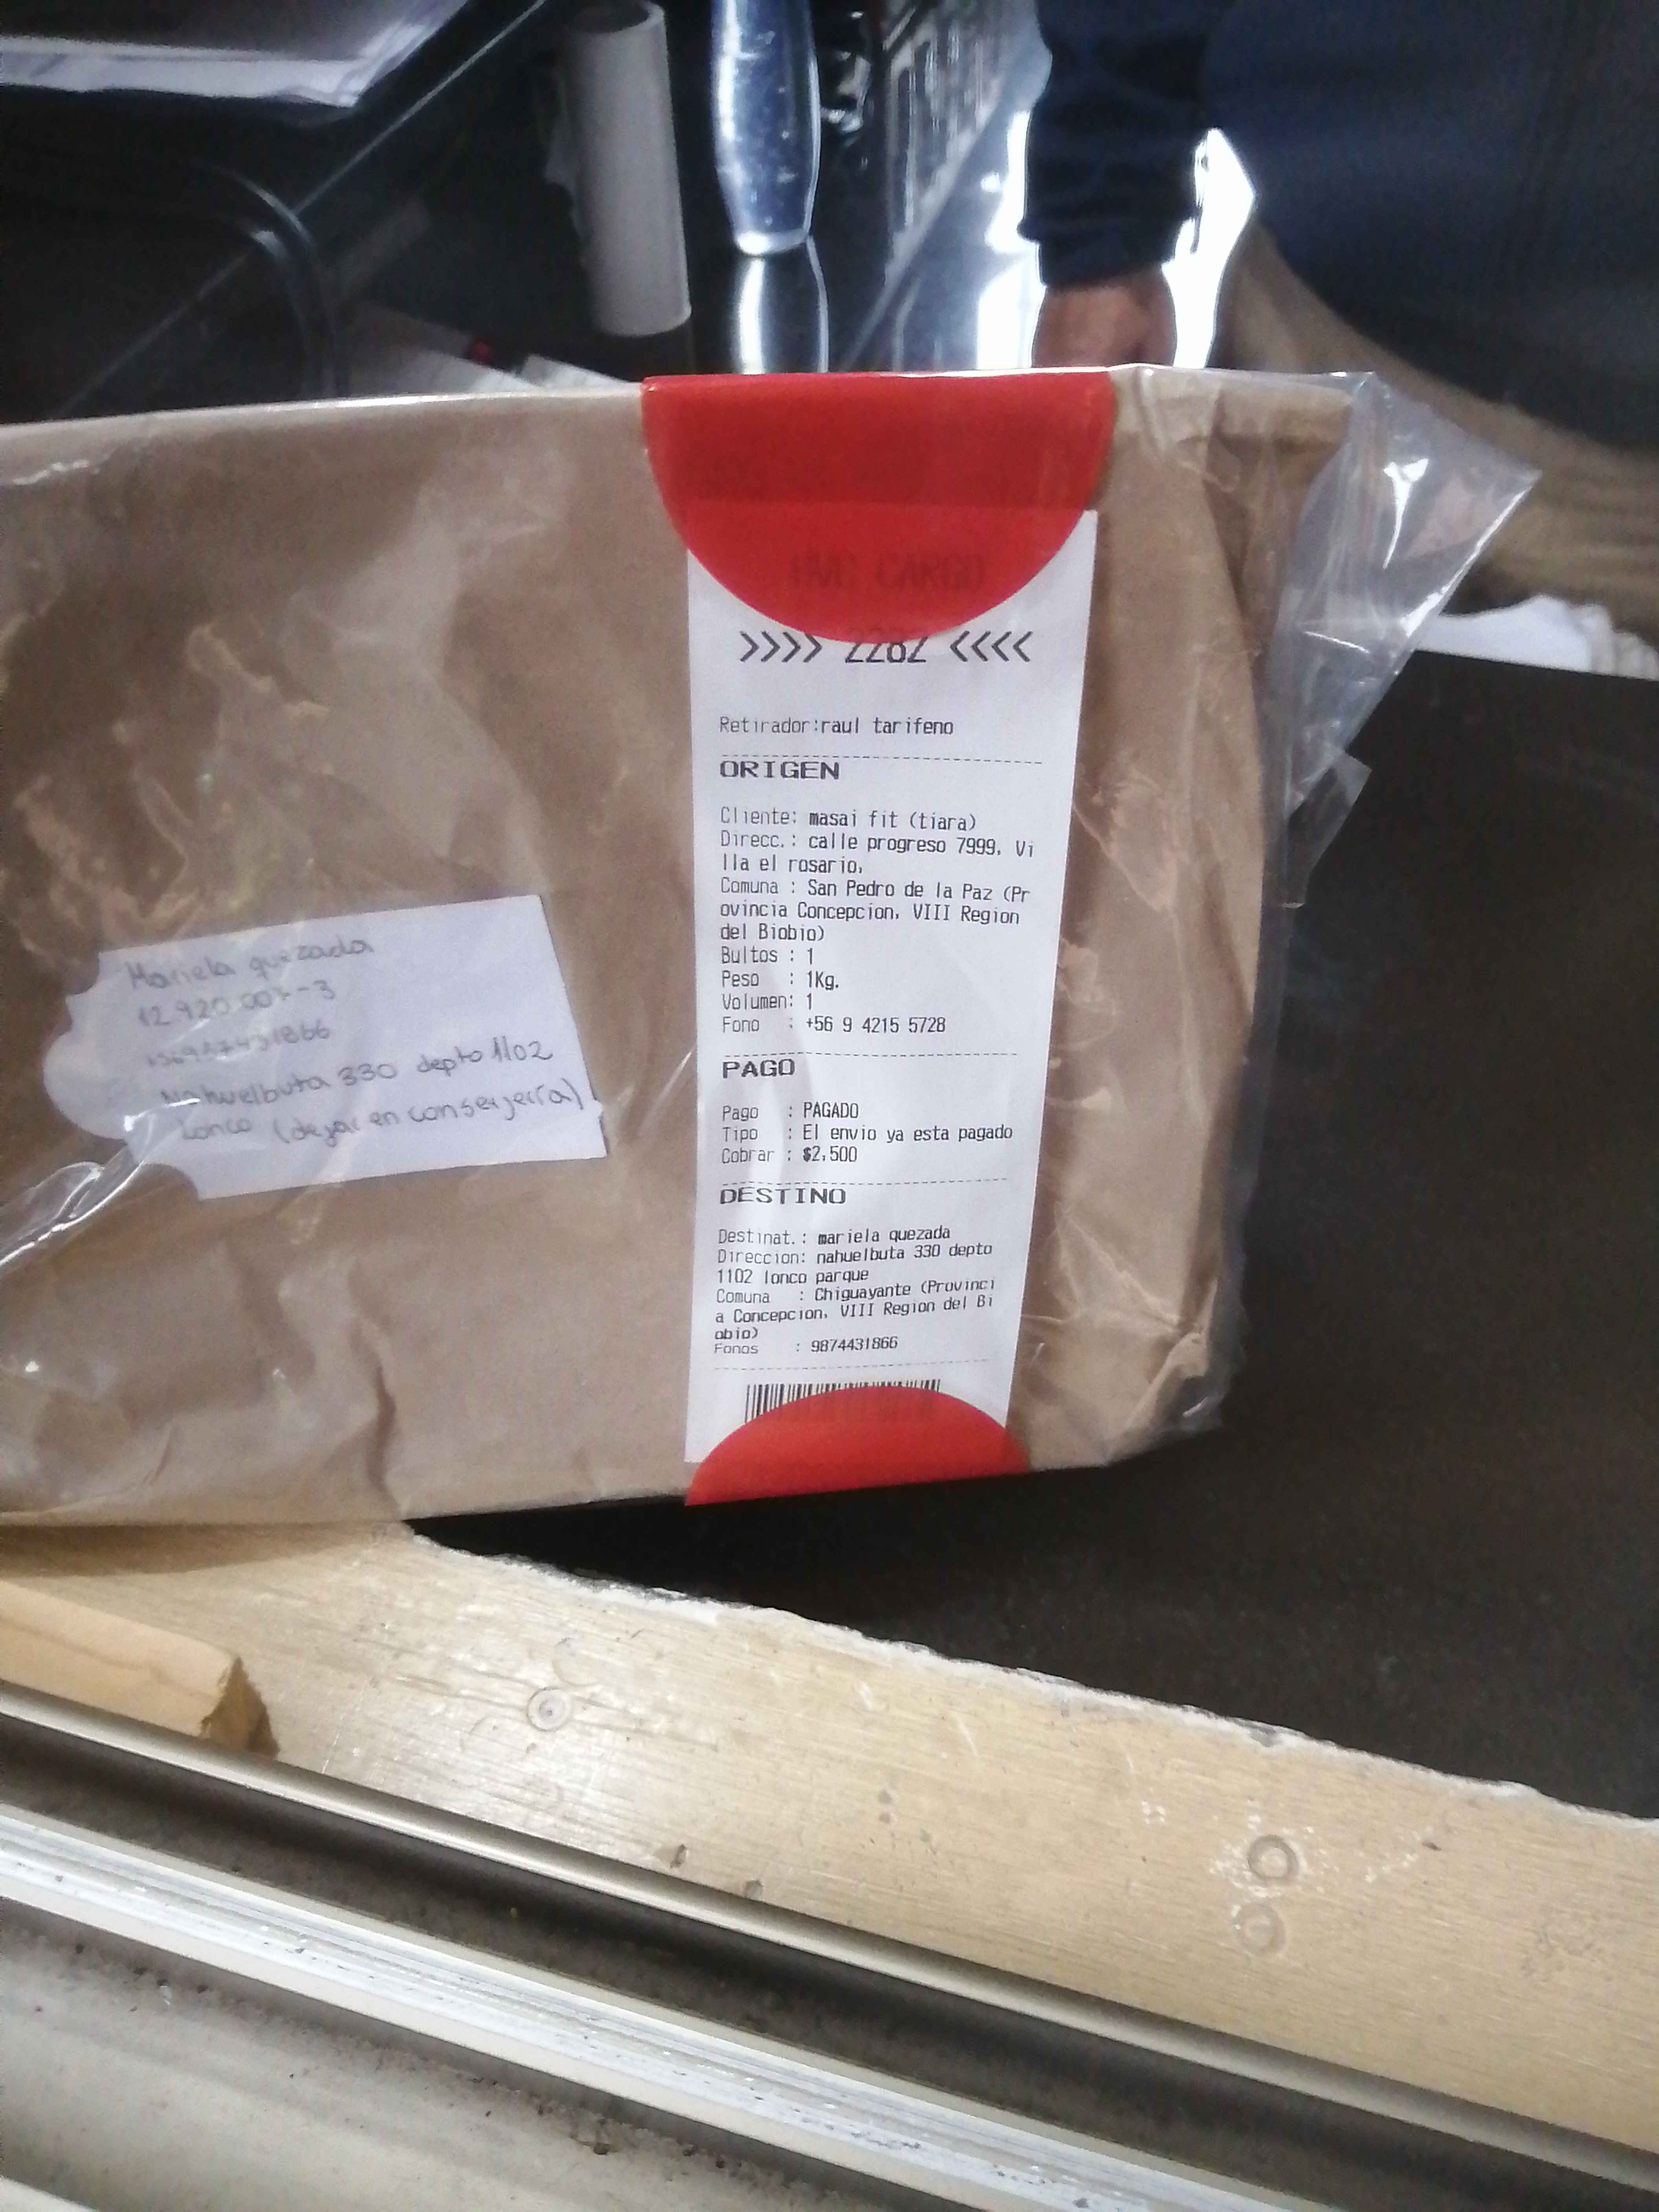 Mariela quezada
Nahuelbuta 330 depto 1102
Lonco (dejar en conserjería)
CARGO
>>>> 2282 <<<<
Retirador:raul tarifeno
ORIGEN
Cliente: masai fit (tiara)
Direcc.: calle progreso 7999, Vi
lla el rosario,
Comuna : San Pedro de la Paz (Pr
ovincia Concepcion, VIII Region
del Biobio)
Bultos : 1
Peso : 1Kg.
Volumen: 1
Fono : +56 9 4215 5728
PAGO
Pago : PAGADO
Tipo : El envio ya esta pagado
Cobrar : $2,500
DESTINO
Destinat.: mariela quezada
Direccion: nahuelbuta 330 depto
1102 lonco parque
Comuna : Chiguayante (Provinci
a Concepcion, VIII Region del Bi
obio)
Fonos : 9874431866